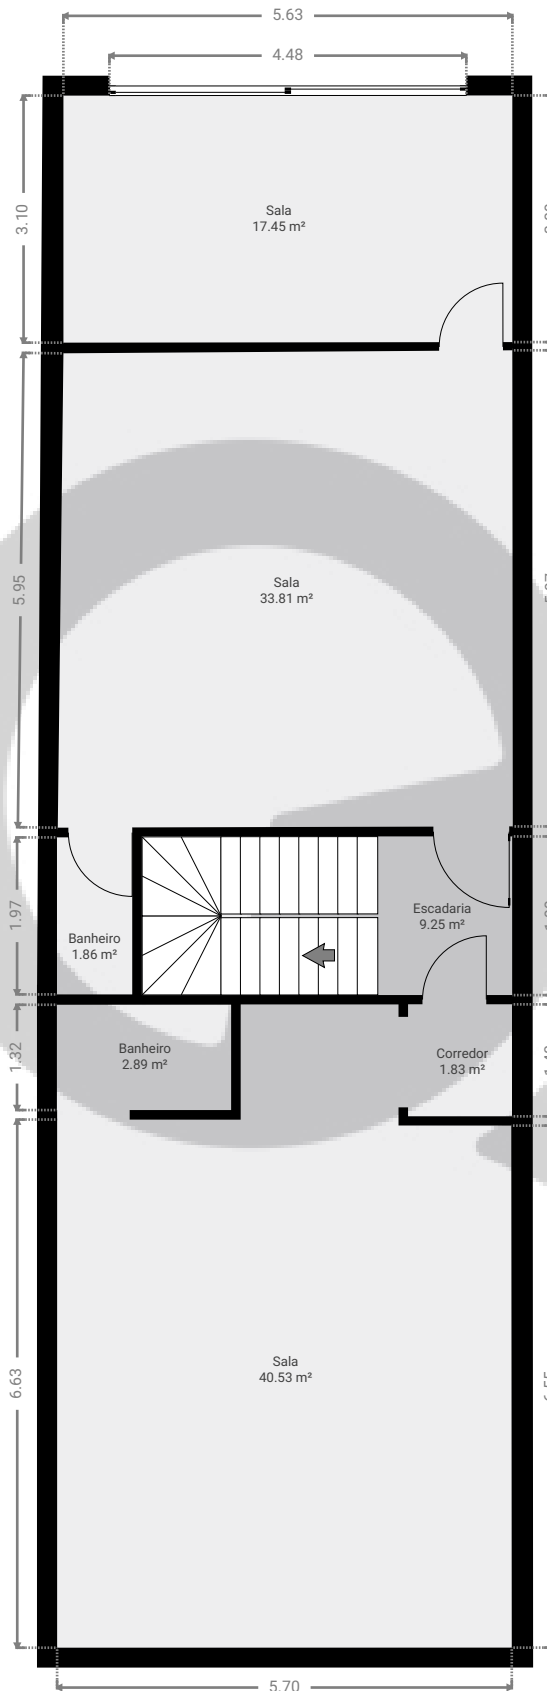 5.63
4.48
3.10
Sala
17.45 m²
5.95
Sala
33.81 m²
1.97
Banheiro
1.86 m²
Escadaria
9.25 m²
1.32
Banheiro
2.89 m²
Corredor
1.83 m²
6.63
Sala
40.53 m²
5.70